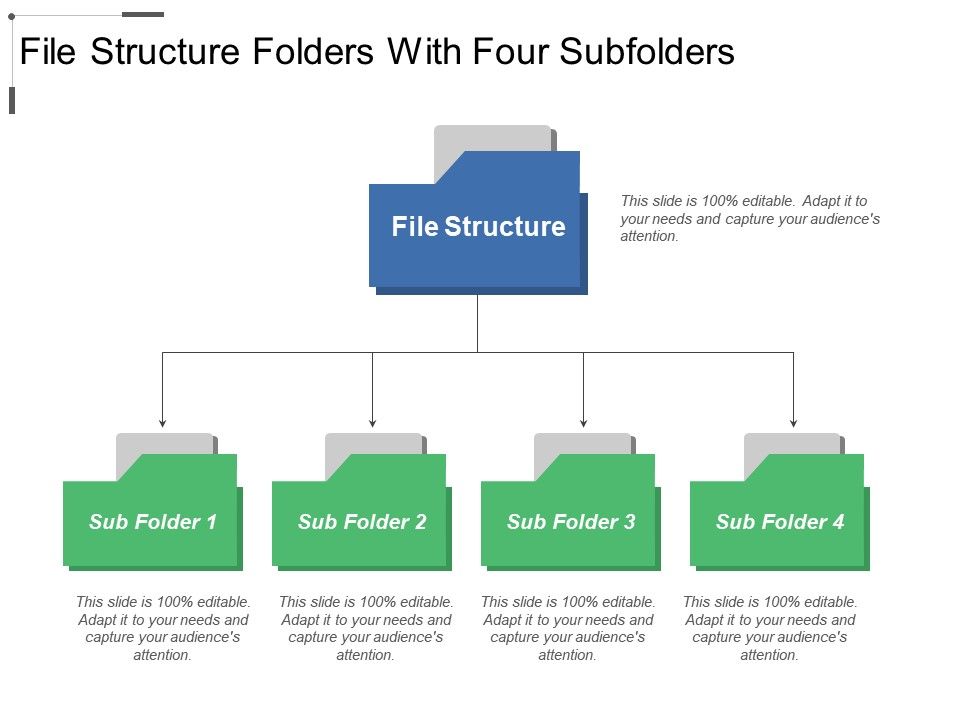 File Structure Folders With Four Subfolders
File Structure
This slide is 100% editable. Adapt it to
your needs and capture your audience's
attention.
Sub Folder 1
Sub Folder 2
Sub Folder 3
Sub Folder 4
This slide is 100% editable.
Adapt it to your needs and
capture your audience's
attention.
This slide is 100% editable.
Adapt it to your needs and
capture your audience's
attention.
This slide is 100% editable.
Adapt it to your needs and
capture your audience's
attention.
This slide is 100% editable.
Adapt it to your needs and
capture your audience's
attention.